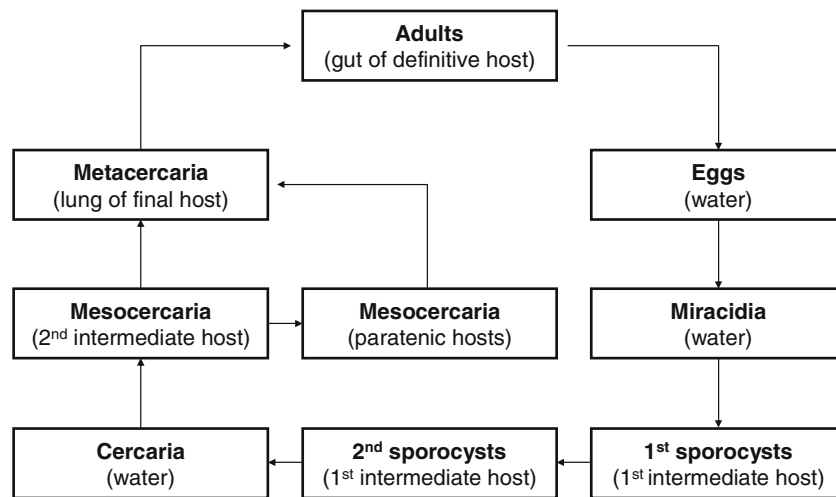 Adults
(gut of definitive host)
Metacercaria
(lung of final host)
Eggs
(water)
Mesocercaria
(2nd intermediate host)
Mesocercaria
(paratenic hosts)
Miracidia
(water)
Cercaria
(water)
2nd sporocysts
(1st intermediate host)
1st sporocysts
(1st intermediate host)